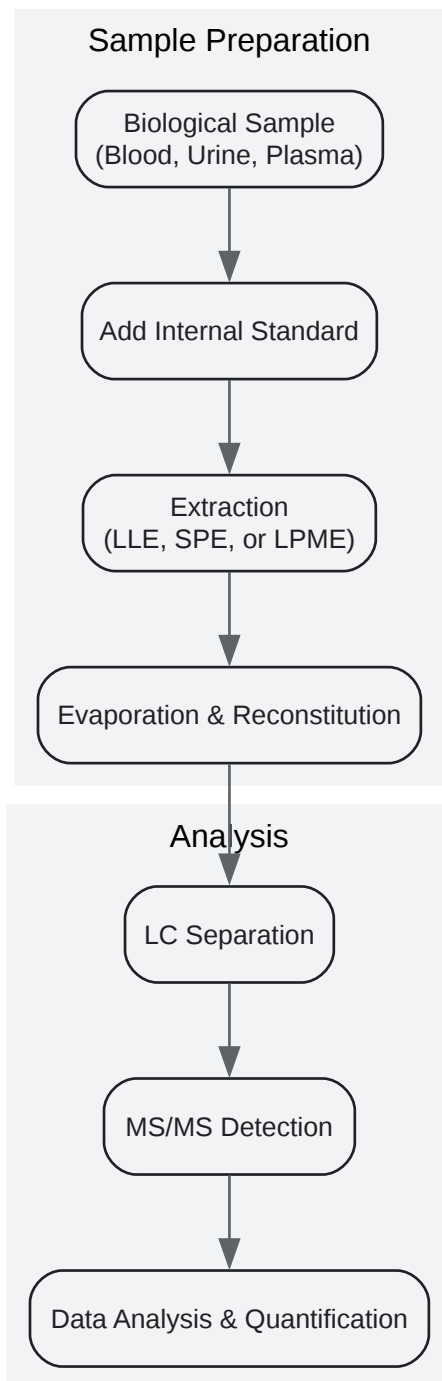 Sample Preparation
Biological Sample
(Blood, Urine, Plasma)
Add Internal Standard
Extraction
(LLE, SPE, or LPME)
Evaporation & Reconstitution
Analysis
LC Separation
MS/MS Detection
Data Analysis & Quantification